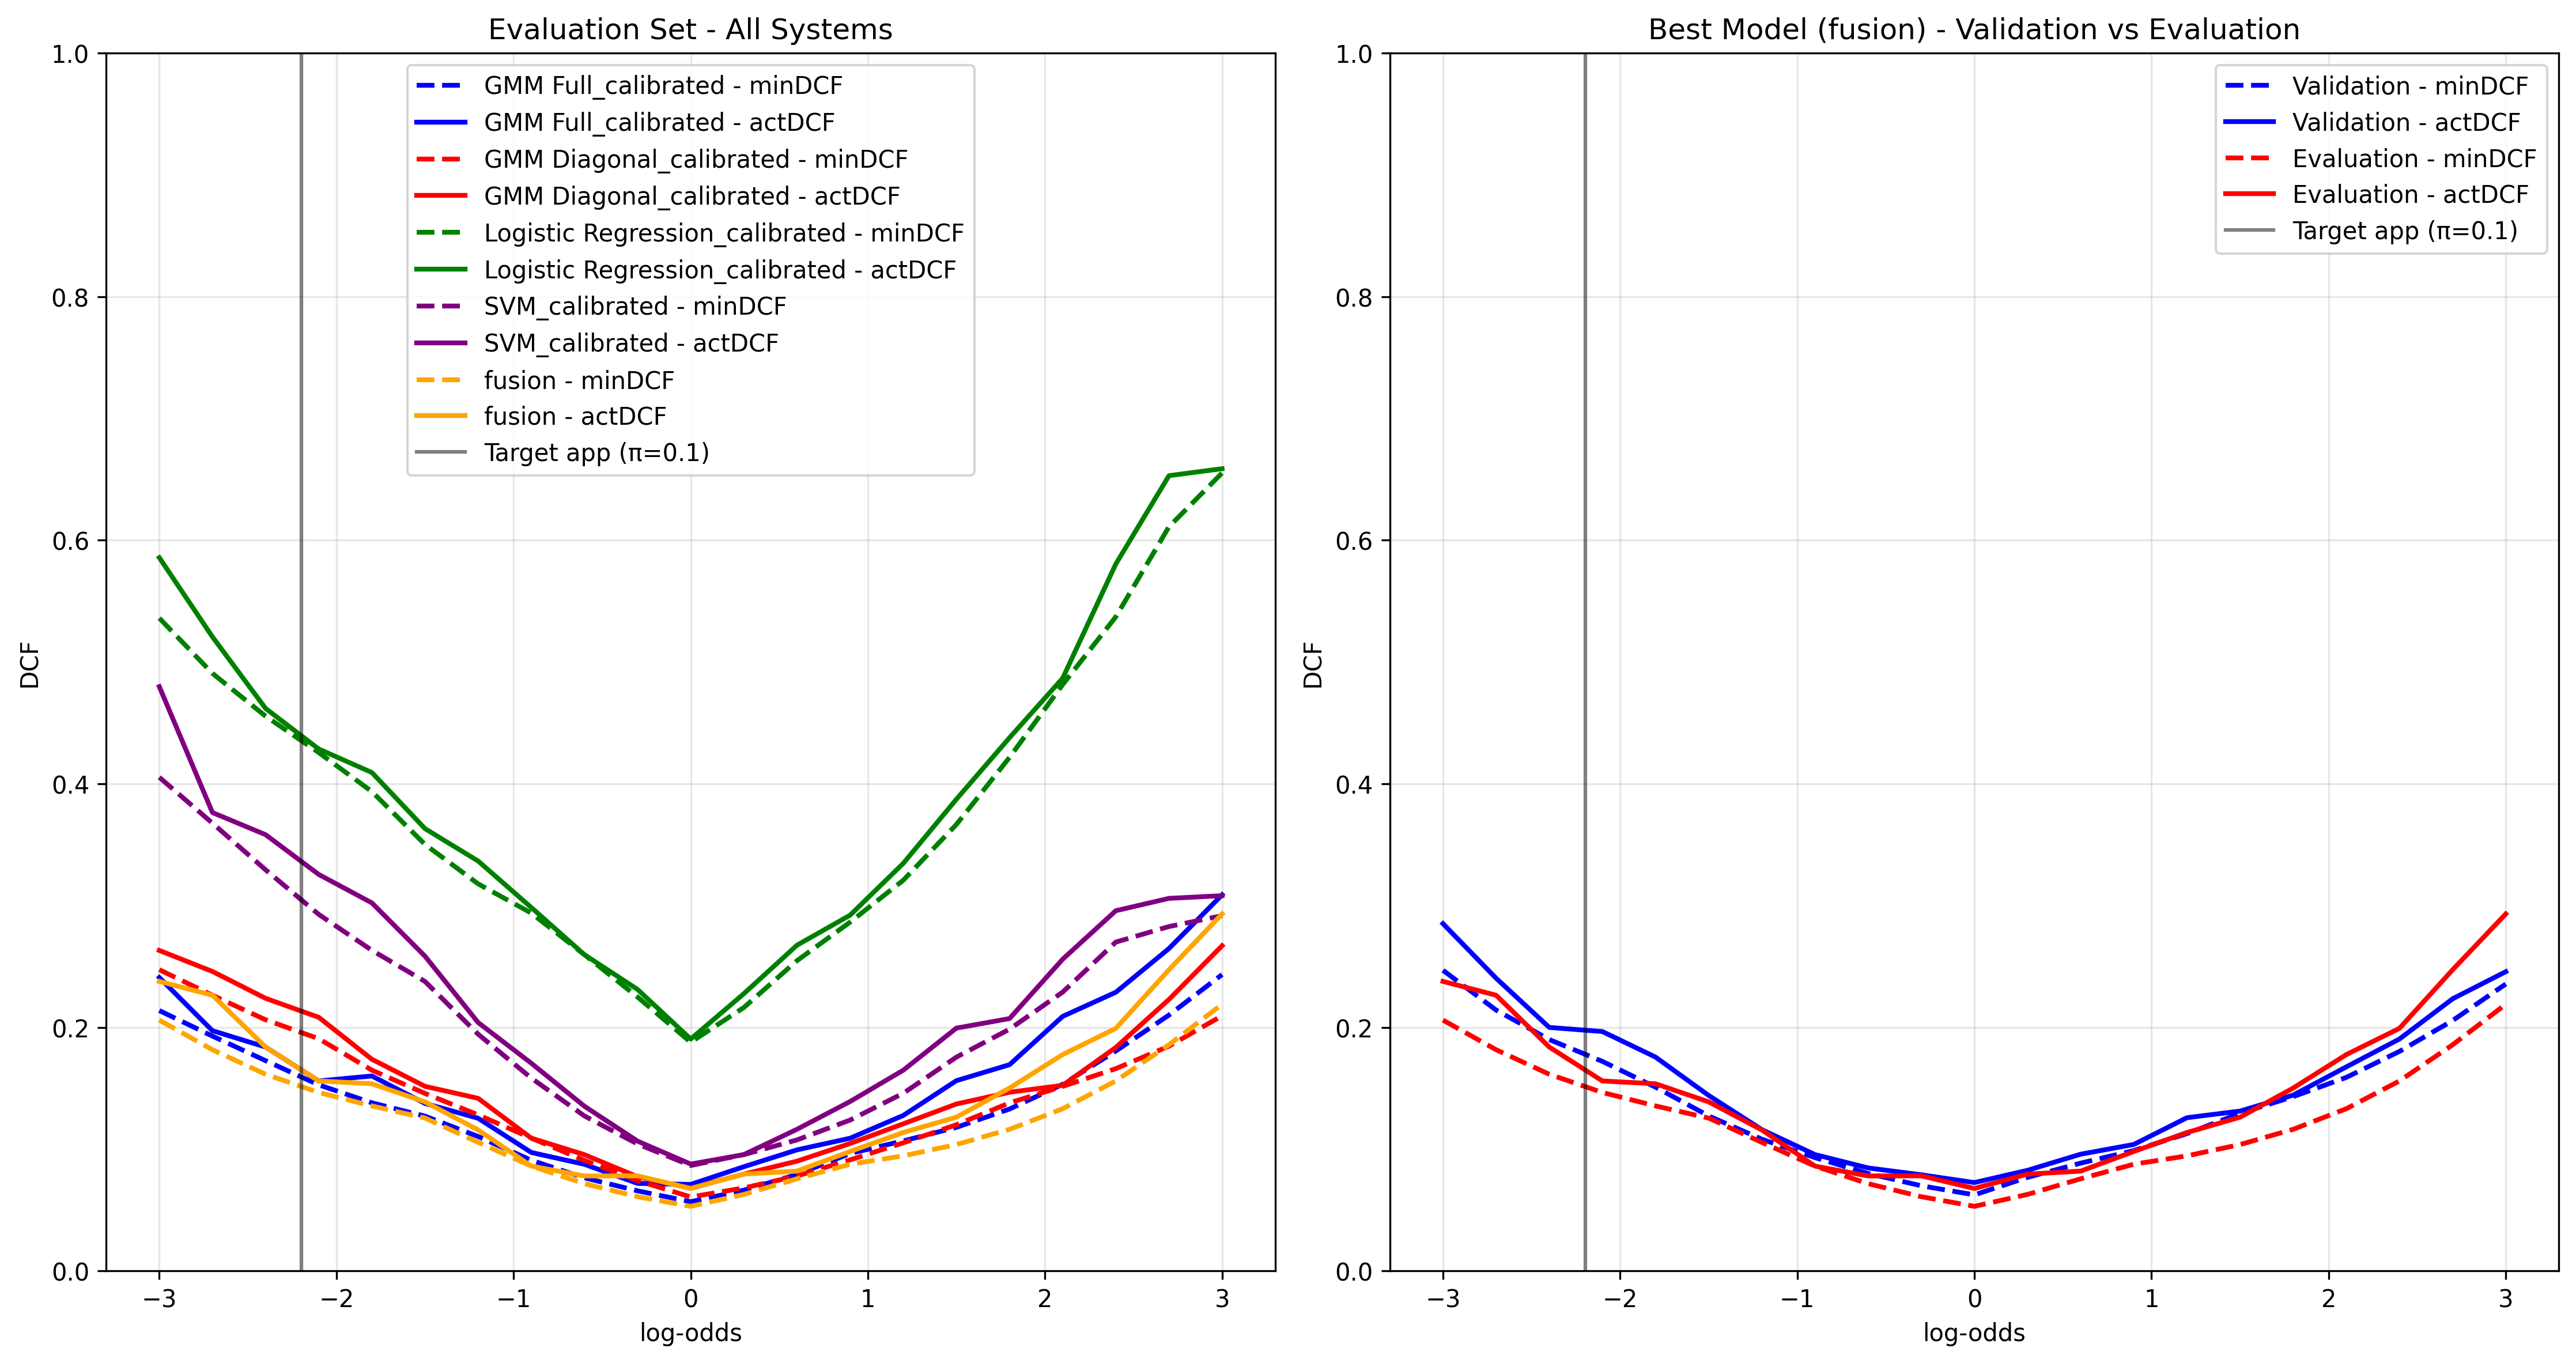 Evaluation Set - All Systems
DCF
1.0
0.8
0.6
0.4
0.2
0.0
GMM Full_calibrated - minDCF
GMM Full_calibrated - actDCF
GMM Diagonal_calibrated - minDCF
GMM Diagonal_calibrated - actDCF
Logistic Regression_calibrated - minDCF
Logistic Regression_calibrated - actDCF
SVM_calibrated - minDCF
SVM_calibrated - actDCF
fusion - minDCF
fusion - actDCF
Target app (π=0.1)
−3 −2 −1 0 1 2 3
log-odds
Best Model (fusion) - Validation vs Evaluation
DCF
1.0
0.8
0.6
0.4
0.2
0.0
Validation - minDCF
Validation - actDCF
Evaluation - minDCF
Evaluation - actDCF
Target app (π=0.1)
−3 −2 −1 0 1 2 3
log-odds